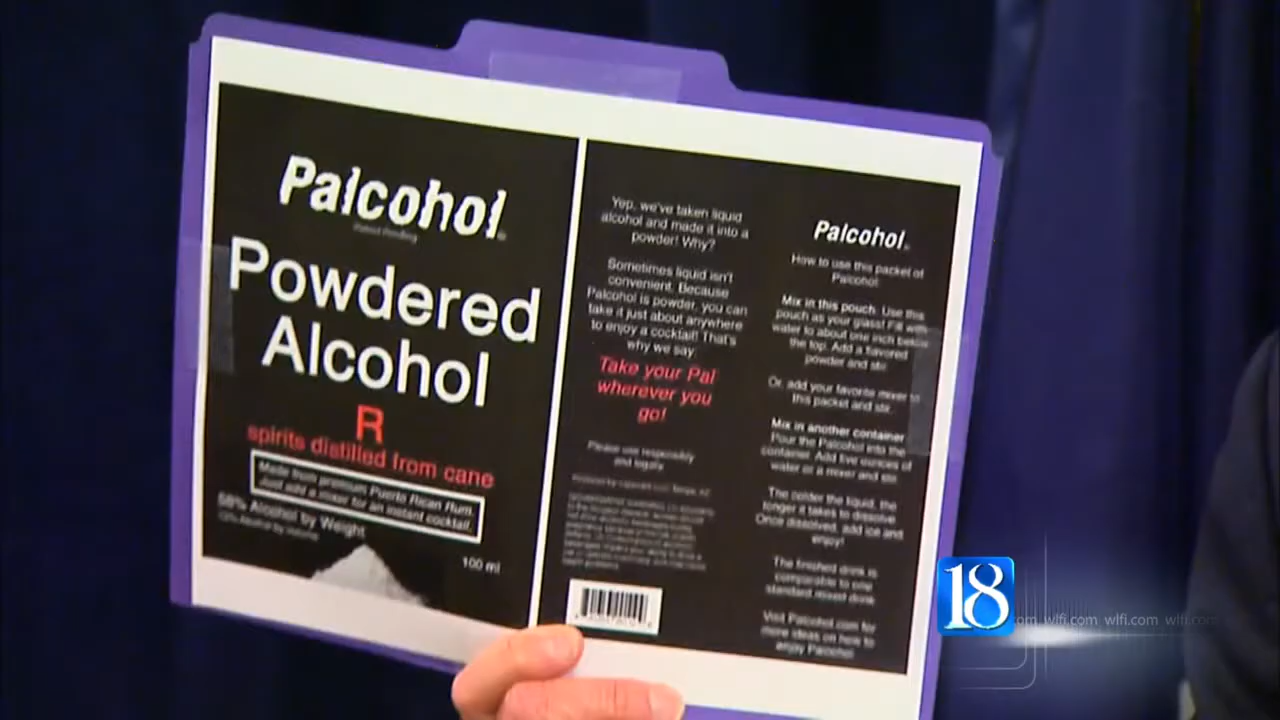 Palcohol
Patent Pending
Powdered
Alcohol
R
spirits distilled from cane
Made from premium Puerto Rican Rum.
Just add a mixer for an instant cocktail.
58% Alcohol by Weight
100 ml
Yep, we've taken liquid
alcohol and made it into a
powder! Why?
Sometimes liquid isn't
convenient. Because
Palcohol is powder, you can
take it just about anywhere
to enjoy a cocktail! That's
why we say:
Take your Pal
wherever you
go!
Please use responsibly
and legally
Palcohol
How to use this packet of
Palcohol:
Mix in this pouch. Use this
pouch as your glass! Fill with
water to about one inch below
the top. Add a flavored
powder and stir.
Or, add your favorite mixer to
this packet and stir.
Mix in another container
Pour the Palcohol into the
container. Add five ounces of
water or a mixer and stir.
The colder the liquid, the
longer it takes to dissolve.
Once dissolved, add ice and
enjoy!
The finished drink is
comparable to one
standard mixed drink
Visit Palcohol.com for
more ideas on how to
enjoy Palcohol
18
om wlfi.com wlfi.com wlfi.com